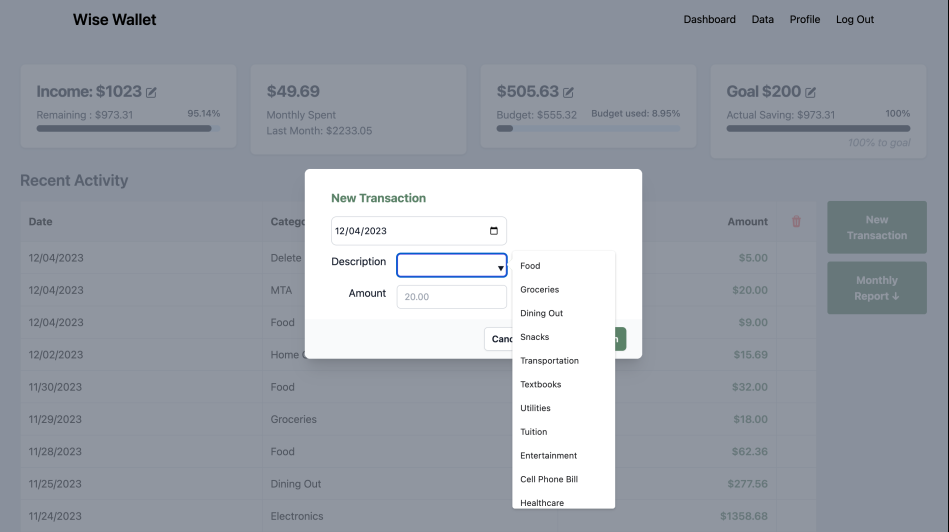 Wise Wallet
Dashboard Data Profile Log Out
Income: $1023
Remaining : $973.31 95.14%
$49.69
Monthly Spent
Last Month: $2233.05
$505.63
Budget: $555.32 Budget used: 8.95%
Goal $200
Actual Saving: $973.31 100%
100% to goal
Recent Activity
Date Catego Amount
12/04/2023 Delete $5.00
12/04/2023 MTA $20.00
12/04/2023 Food $9.00
12/02/2023 Home $15.69
11/30/2023 Food $32.00
11/29/2023 Groceries $18.00
11/28/2023 Food $62.36
11/25/2023 Dining Out $277.56
11/24/2023 Electronics $1358.68
New
Transaction
Monthly
Report ↓
New Transaction
12/04/2023
Description
Amount 20.00
Canc
Food
Groceries
Dining Out
Snacks
Transportation
Textbooks
Utilities
Tuition
Entertainment
Cell Phone Bill
Healthcare